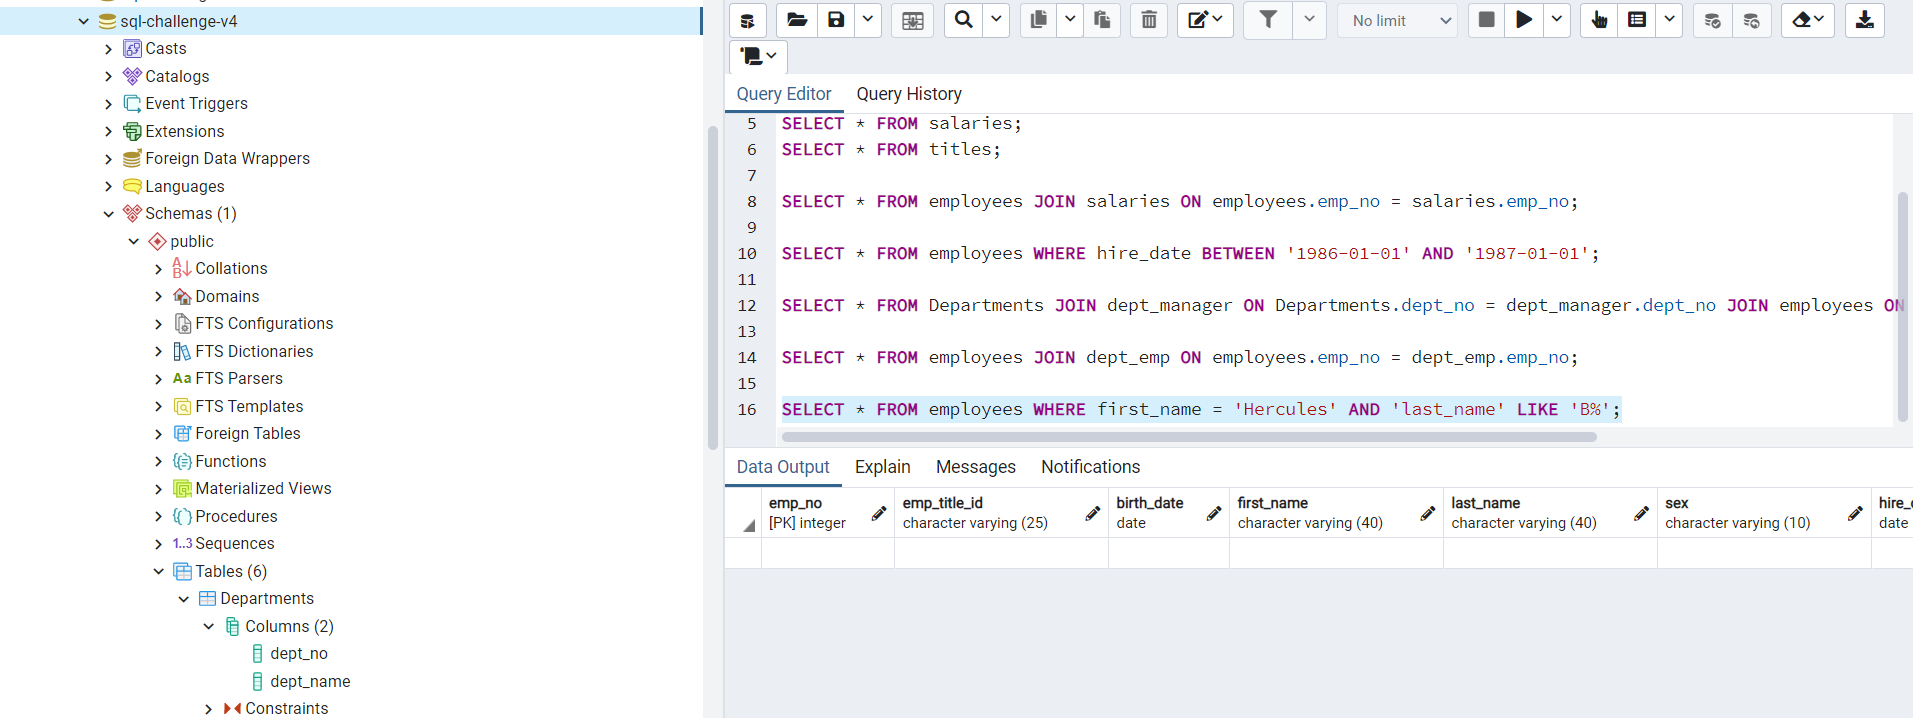 sql-challenge-v4
Casts
Catalogs
Event Triggers
Extensions
Foreign Data Wrappers
Languages
Schemas (1)
public
Collations
Domains
FTS Configurations
FTS Dictionaries
Aa FTS Parsers
FTS Templates
Foreign Tables
Functions
Materialized Views
Procedures
1..3 Sequences
Tables (6)
Departments
Columns (2)
dept_no
dept_name
Constraints
No limit
Query Editor Query History
5 SELECT * FROM salaries;
6 SELECT * FROM titles;
7
8 SELECT * FROM employees JOIN salaries ON employees.emp_no = salaries.emp_no;
9
10 SELECT * FROM employees WHERE hire_date BETWEEN '1986-01-01' AND '1987-01-01';
11
12 SELECT * FROM Departments JOIN dept_manager ON Departments.dept_no = dept_manager.dept_no JOIN employees ON
13
14 SELECT * FROM employees JOIN dept_emp ON employees.emp_no = dept_emp.emp_no;
15
16 SELECT * FROM employees WHERE first_name = 'Hercules' AND 'last_name' LIKE 'B%';
Data Output Explain Messages Notifications
emp_no emp_title_id birth_date first_name last_name sex hire_
[PK] integer character varying (25) date character varying (40) character varying (40) character varying (10) date